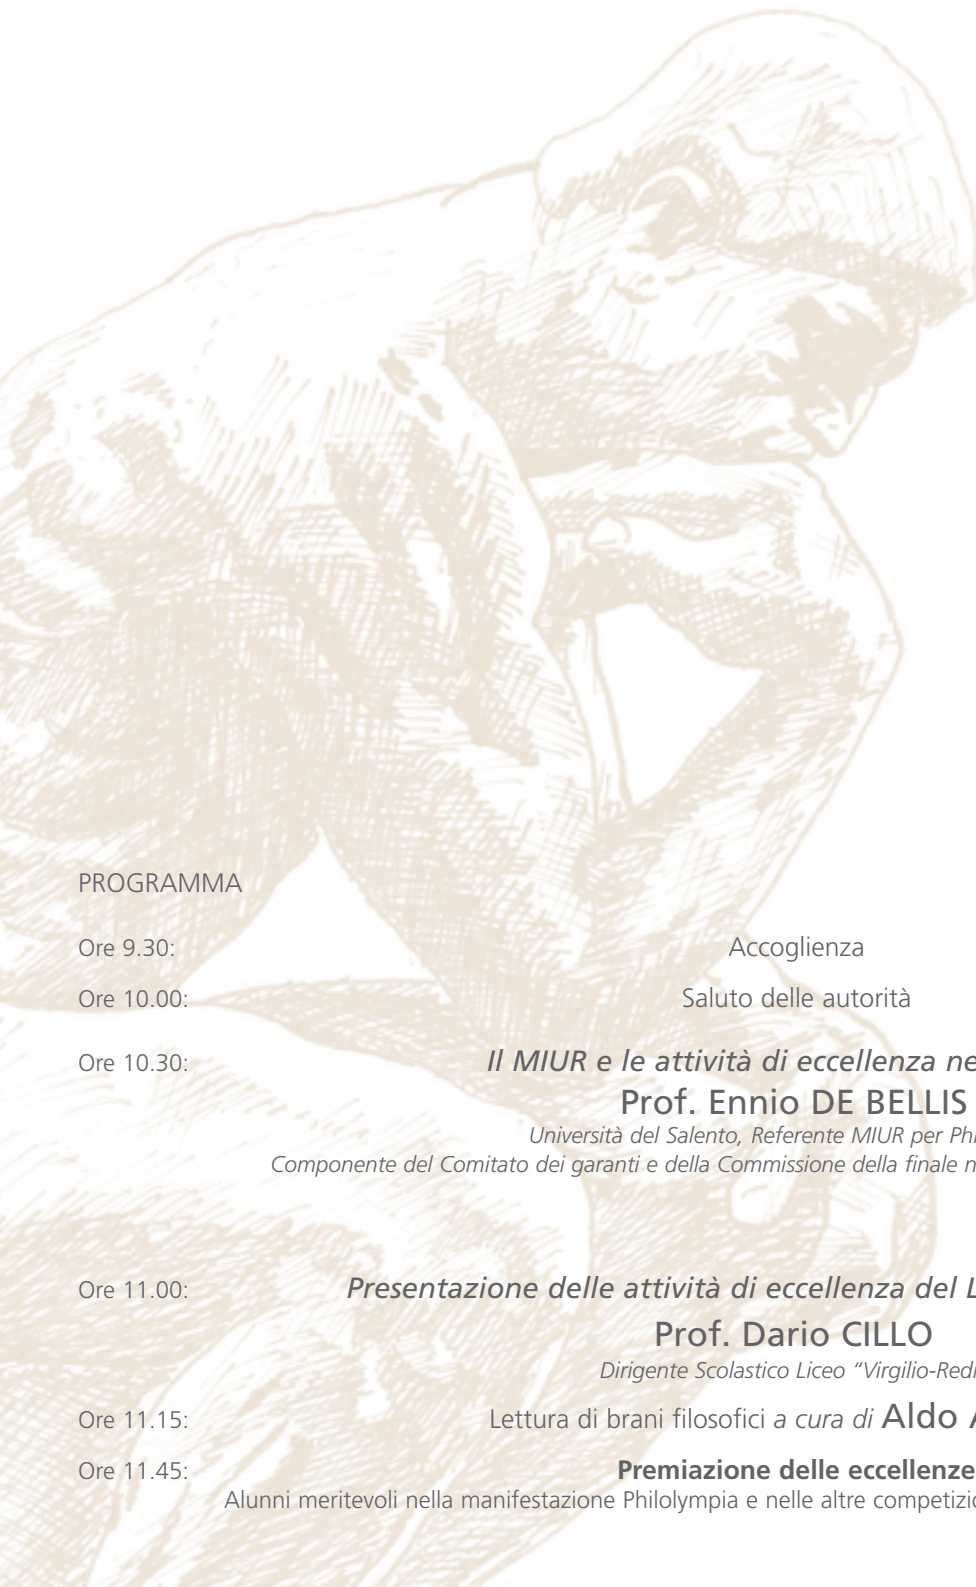 PROGRAMMA
Ore 9.30: Accoglienza
Ore 10.00: Saluto delle autorità
Ore 10.30: Il MIUR e le attività di eccellenza ne
Prof. Ennio DE BELLIS
Università del Salento, Referente MIUR per Ph
Componente del Comitato dei garanti e della Commissione della finale n
Ore 11.00: Presentazione delle attività di eccellenza del L
Prof. Dario CILLO
Dirigente Scolastico Liceo “Virgilio-Redi
Ore 11.15: Lettura di brani filosofici a cura di Aldo A
Ore 11.45: Premiazione delle eccellenze
Alunni meritevoli nella manifestazione Philolympia e nelle altre competizio